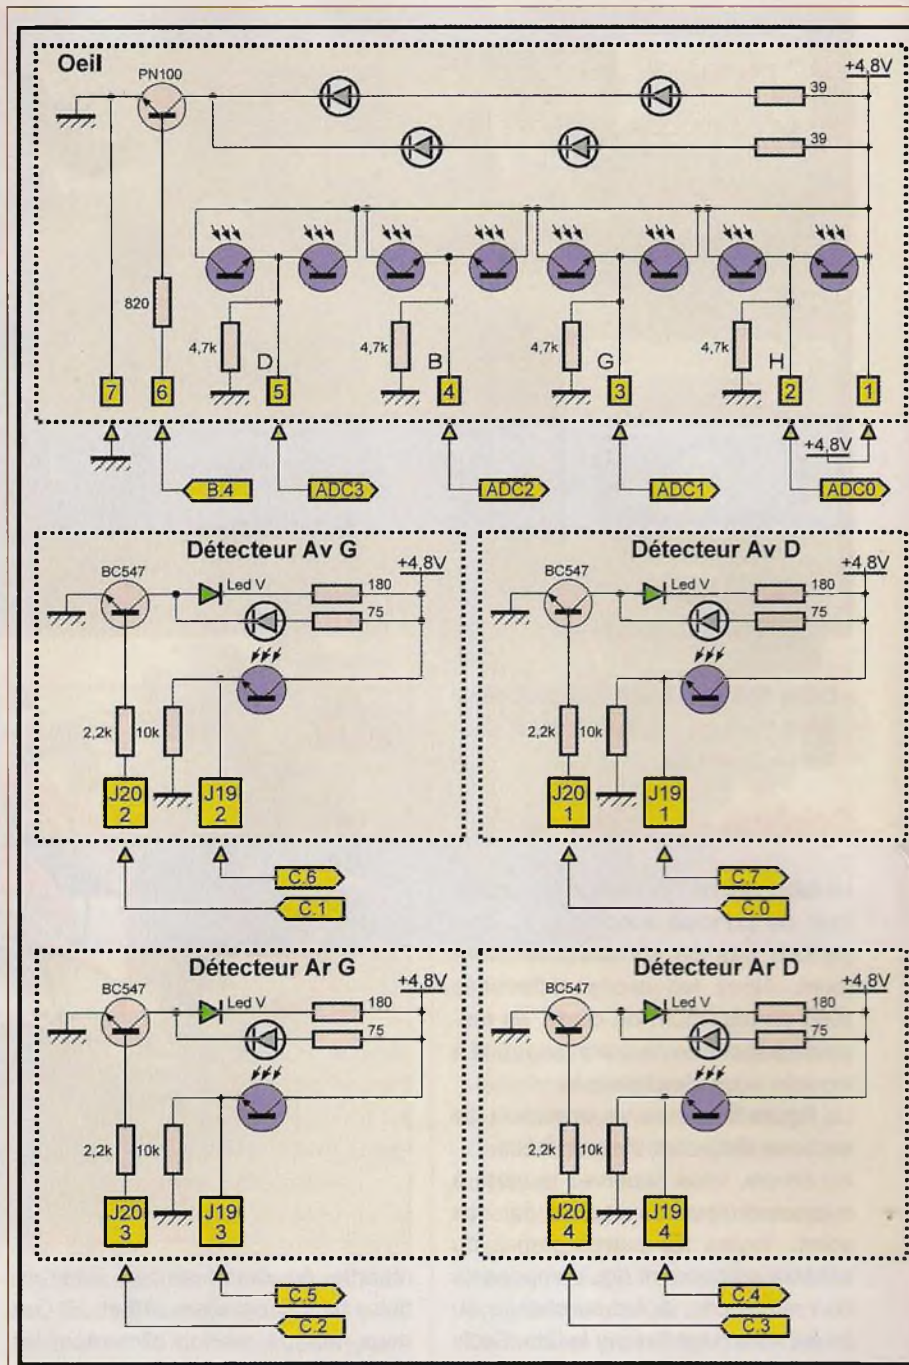 Oeil
PN100
+4,8V
39
39
820
4,7k
D
4,7k
B
4,7k
G
4,7k
H
7
6
5
4
3
2
1
+4,8V
B.4
ADC3
ADC2
ADC1
ADC0
Détecteur Av G
BC547
Led V
180
+4,8V
75
2,2k
10k
J20
2
J19
2
C.6
C.1
Détecteur Av D
BC547
Led V
180
+4,8V
75
2,2k
10k
J20
1
J19
1
C.7
C.0
Détecteur Ar G
BC547
Led V
180
+4,8V
75
2,2k
10k
J20
3
J19
3
C.5
C.2
Détecteur Ar D
BC547
Led V
180
+4,8V
75
2,2k
10k
J20
4
J19
4
C.4
C.3